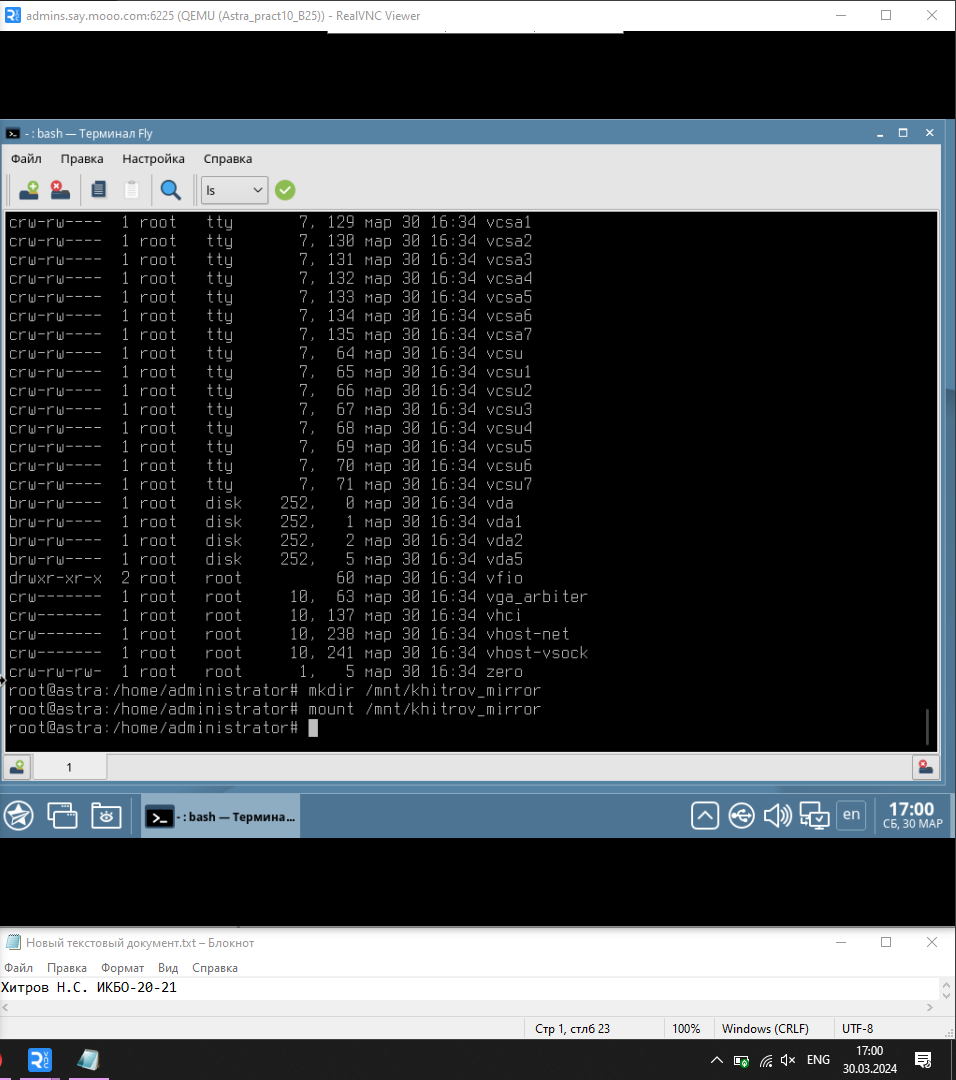 admins.say.mooo.com:6225 (QEMU (Astra_pract10_B25)) - RealVNC Viewer
- : bash — Терминал Fly
Файл Правка Настройка Справка
ls
crw-rw---- 1 root tty 7, 129 мар 30 16:34 vcsa1
crw-rw---- 1 root tty 7, 130 мар 30 16:34 vcsa2
crw-rw---- 1 root tty 7, 131 мар 30 16:34 vcsa3
crw-rw---- 1 root tty 7, 132 мар 30 16:34 vcsa4
crw-rw---- 1 root tty 7, 133 мар 30 16:34 vcsa5
crw-rw---- 1 root tty 7, 134 мар 30 16:34 vcsa6
crw-rw---- 1 root tty 7, 135 мар 30 16:34 vcsa7
crw-rw---- 1 root tty 7, 64 мар 30 16:34 vcsu
crw-rw---- 1 root tty 7, 65 мар 30 16:34 vcsu1
crw-rw---- 1 root tty 7, 66 мар 30 16:34 vcsu2
crw-rw---- 1 root tty 7, 67 мар 30 16:34 vcsu3
crw-rw---- 1 root tty 7, 68 мар 30 16:34 vcsu4
crw-rw---- 1 root tty 7, 69 мар 30 16:34 vcsu5
crw-rw---- 1 root tty 7, 70 мар 30 16:34 vcsu6
crw-rw---- 1 root tty 7, 71 мар 30 16:34 vcsu7
brw-rw---- 1 root disk 252, 0 мар 30 16:34 vda
brw-rw---- 1 root disk 252, 1 мар 30 16:34 vda1
brw-rw---- 1 root disk 252, 2 мар 30 16:34 vda2
brw-rw---- 1 root disk 252, 5 мар 30 16:34 vda5
drwxr-xr-x 2 root root 60 мар 30 16:34 vfio
crw------- 1 root root 10, 63 мар 30 16:34 vga_arbiter
crw------- 1 root root 10, 137 мар 30 16:34 vhci
crw------- 1 root root 10, 238 мар 30 16:34 vhost-net
crw------- 1 root root 10, 241 мар 30 16:34 vhost-vsock
crw-rw-rw- 1 root root 1, 5 мар 30 16:34 zero
root@astra:/home/administrator# mkdir /mnt/khitrov_mirror
root@astra:/home/administrator# mount /mnt/khitrov_mirror
root@astra:/home/administrator#
1
- : bash — Термина...
en
17:00
СБ, 30 МАР
Новый текстовый документ.txt – Блокнот
Файл Правка Формат Вид Справка
Хитров Н.С. ИКБО-20-21
Стр 1, стлб 23 100% Windows (CRLF) UTF-8
ENG
17:00
30.03.2024